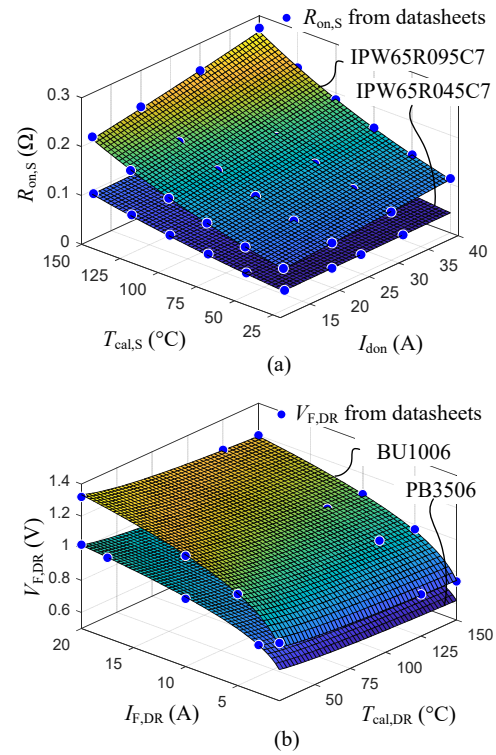 R_on,S from datasheets
IPW65R095C7
IPW65R045C7
0.3
0.2
0.1
0
R_on,S (Ω)
150
125
100
75
50
25
T_cal,S (°C)
15
20
25
30
35
40
I_don (A)
(a)
V_F,DR from datasheets
BU1006
PB3506
1.4
1.2
1
0.8
0.6
V_F,DR (V)
20
15
10
5
I_F,DR (A)
50
75
100
125
150
T_cal,DR (°C)
(b)